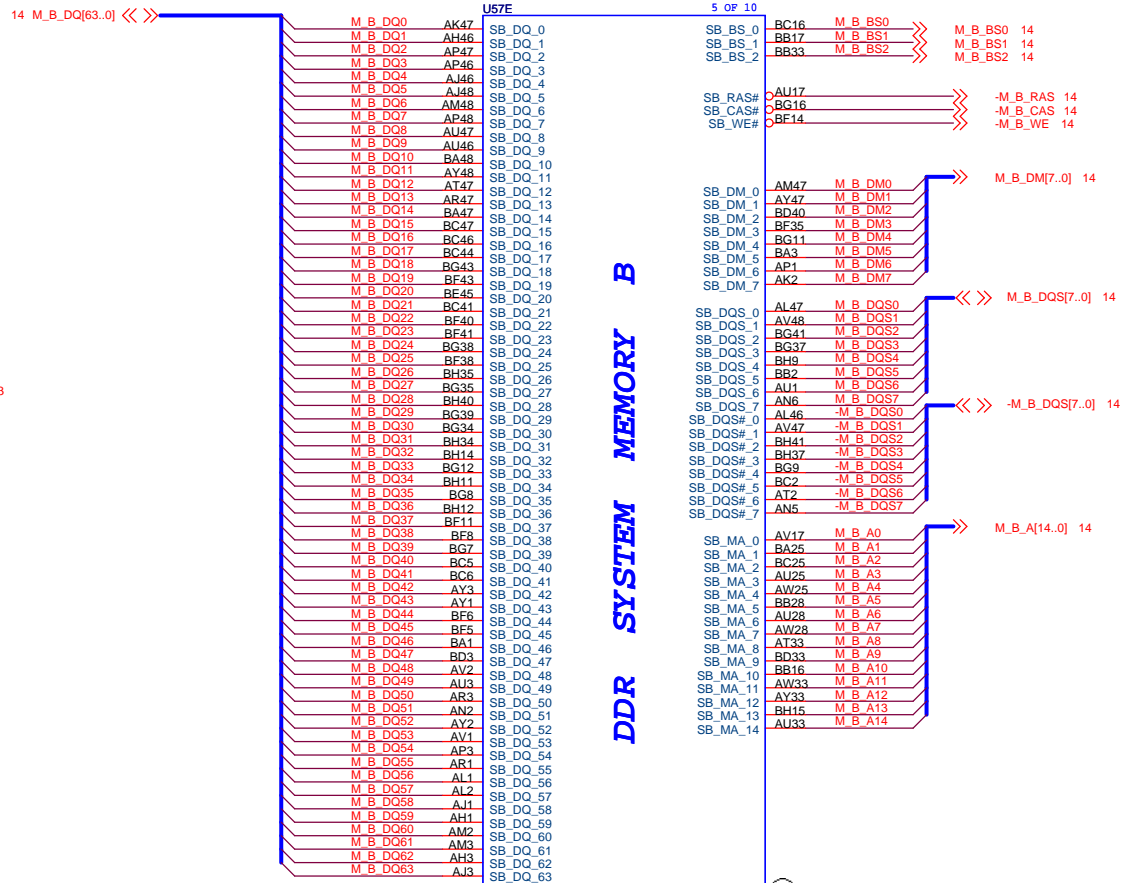 U57E
5 OF 10
14 M_B_DQ[63..0]
M_B_DQ0 AK47 SB_DQ_0
M_B_DQ1 AH46 SB_DQ_1
M_B_DQ2 AP47 SB_DQ_2
M_B_DQ3 AP46 SB_DQ_3
M_B_DQ4 AJ46 SB_DQ_4
M_B_DQ5 AJ48 SB_DQ_5
M_B_DQ6 AM48 SB_DQ_6
M_B_DQ7 AP48 SB_DQ_7
M_B_DQ8 AU47 SB_DQ_8
M_B_DQ9 AU46 SB_DQ_9
M_B_DQ10 BA48 SB_DQ_10
M_B_DQ11 AY48 SB_DQ_11
M_B_DQ12 AT47 SB_DQ_12
M_B_DQ13 AR47 SB_DQ_13
M_B_DQ14 BA47 SB_DQ_14
M_B_DQ15 BC47 SB_DQ_15
M_B_DQ16 BC46 SB_DQ_16
M_B_DQ17 BC44 SB_DQ_17
M_B_DQ18 BG43 SB_DQ_18
M_B_DQ19 BF43 SB_DQ_19
M_B_DQ20 BE45 SB_DQ_20
M_B_DQ21 BC41 SB_DQ_21
M_B_DQ22 BF40 SB_DQ_22
M_B_DQ23 BF41 SB_DQ_23
M_B_DQ24 BG38 SB_DQ_24
M_B_DQ25 BF38 SB_DQ_25
M_B_DQ26 BH35 SB_DQ_26
M_B_DQ27 BG35 SB_DQ_27
M_B_DQ28 BH40 SB_DQ_28
M_B_DQ29 BG39 SB_DQ_29
M_B_DQ30 BG34 SB_DQ_30
M_B_DQ31 BH34 SB_DQ_31
M_B_DQ32 BH14 SB_DQ_32
M_B_DQ33 BG12 SB_DQ_33
M_B_DQ34 BH11 SB_DQ_34
M_B_DQ35 BG8 SB_DQ_35
M_B_DQ36 BH12 SB_DQ_36
M_B_DQ37 BF11 SB_DQ_37
M_B_DQ38 BF8 SB_DQ_38
M_B_DQ39 BG7 SB_DQ_39
M_B_DQ40 BC5 SB_DQ_40
M_B_DQ41 BC6 SB_DQ_41
M_B_DQ42 AY3 SB_DQ_42
M_B_DQ43 AY1 SB_DQ_43
M_B_DQ44 BF6 SB_DQ_44
M_B_DQ45 BF5 SB_DQ_45
M_B_DQ46 BA1 SB_DQ_46
M_B_DQ47 BD3 SB_DQ_47
M_B_DQ48 AV2 SB_DQ_48
M_B_DQ49 AU3 SB_DQ_49
M_B_DQ50 AR3 SB_DQ_50
M_B_DQ51 AN2 SB_DQ_51
M_B_DQ52 AY2 SB_DQ_52
M_B_DQ53 AV1 SB_DQ_53
M_B_DQ54 AP3 SB_DQ_54
M_B_DQ55 AR1 SB_DQ_55
M_B_DQ56 AL1 SB_DQ_56
M_B_DQ57 AL2 SB_DQ_57
M_B_DQ58 AJ1 SB_DQ_58
M_B_DQ59 AH1 SB_DQ_59
M_B_DQ60 AM2 SB_DQ_60
M_B_DQ61 AM3 SB_DQ_61
M_B_DQ62 AH3 SB_DQ_62
M_B_DQ63 AJ3 SB_DQ_63
DDR SYSTEM MEMORY B
SB_BS_0 BC16 M_B_BS0 M_B_BS0 14
SB_BS_1 BB17 M_B_BS1 M_B_BS1 14
SB_BS_2 BB33 M_B_BS2 M_B_BS2 14
SB_RAS# AU17 -M_B_RAS 14
SB_CAS# BG16 -M_B_CAS 14
SB_WE# BF14 -M_B_WE 14
M_B_DM[7..0] 14
SB_DM_0 AM47 M_B_DM0
SB_DM_1 AY47 M_B_DM1
SB_DM_2 BD40 M_B_DM2
SB_DM_3 BF35 M_B_DM3
SB_DM_4 BG11 M_B_DM4
SB_DM_5 BA3 M_B_DM5
SB_DM_6 AP1 M_B_DM6
SB_DM_7 AK2 M_B_DM7
M_B_DQS[7..0] 14
SB_DQS_0 AL47 M_B_DQS0
SB_DQS_1 AV48 M_B_DQS1
SB_DQS_2 BG41 M_B_DQS2
SB_DQS_3 BG37 M_B_DQS3
SB_DQS_4 BH9 M_B_DQS4
SB_DQS_5 BB2 M_B_DQS5
SB_DQS_6 AU1 M_B_DQS6
SB_DQS_7 AN6 M_B_DQS7
-M_B_DQS[7..0] 14
SB_DQS#_0 AL46 -M_B_DQS0
SB_DQS#_1 AV47 -M_B_DQS1
SB_DQS#_2 BH41 -M_B_DQS2
SB_DQS#_3 BH37 -M_B_DQS3
SB_DQS#_4 BG9 -M_B_DQS4
SB_DQS#_5 BC2 -M_B_DQS5
SB_DQS#_6 AT2 -M_B_DQS6
SB_DQS#_7 AN5 -M_B_DQS7
M_B_A[14..0] 14
SB_MA_0 AV17 M_B_A0
SB_MA_1 BA25 M_B_A1
SB_MA_2 BC25 M_B_A2
SB_MA_3 AU25 M_B_A3
SB_MA_4 AW25 M_B_A4
SB_MA_5 BB28 M_B_A5
SB_MA_6 AU28 M_B_A6
SB_MA_7 AW28 M_B_A7
SB_MA_8 AT33 M_B_A8
SB_MA_9 BD33 M_B_A9
SB_MA_10 BB16 M_B_A10
SB_MA_11 AW33 M_B_A11
SB_MA_12 AY33 M_B_A12
SB_MA_13 BH15 M_B_A13
SB_MA_14 AU33 M_B_A14